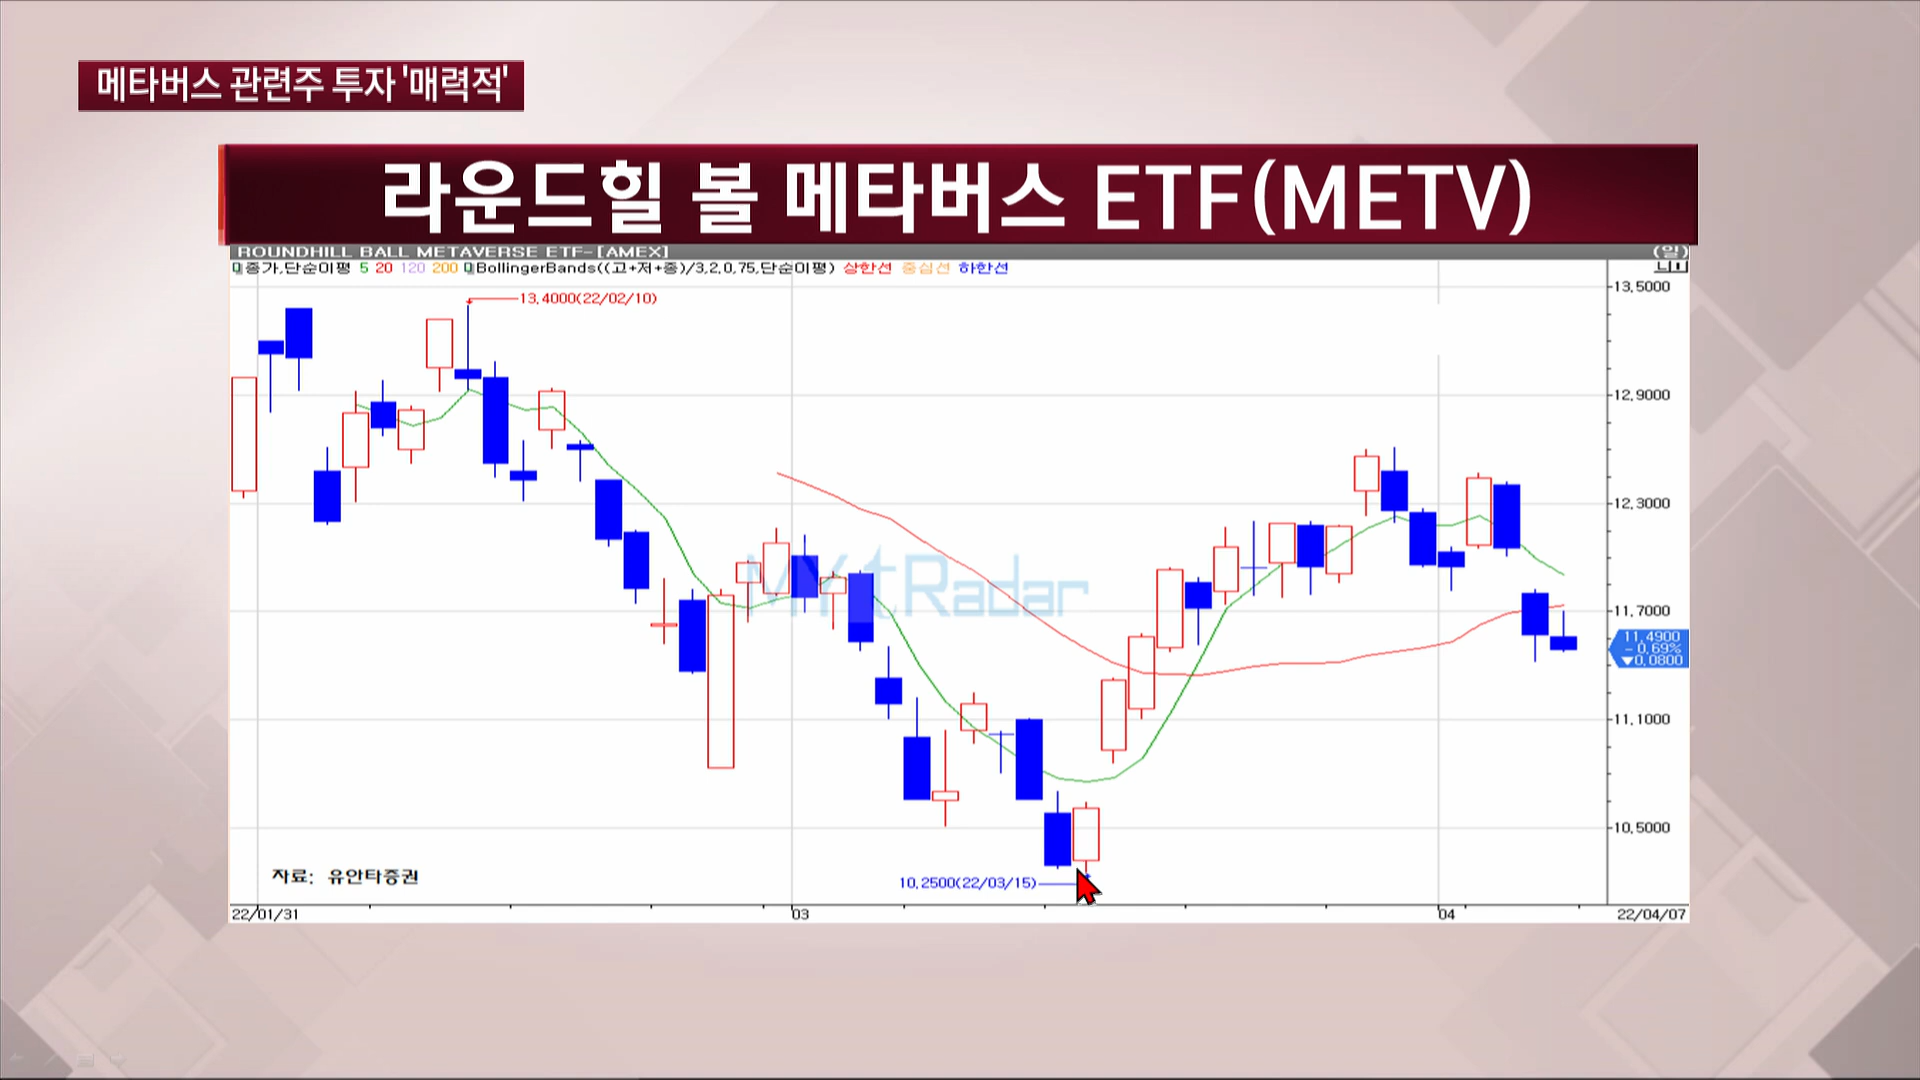 메타버스 관련주 투자 '매력적'
라운드힐 볼 메타버스 ETF(METV)
ROUNDHILL BALL METAVERSE ETF-[AMEX] (일)
종가,단순이평 5 20 120 200 BollingerBands((고+저+종)/3,2,0,75,단순이평) 상한선 중심선 하한선
13,5000
13,4000(22/02/10)
12,9000
12,3000
MY tRadar
11,7000
11,4900
-0,69%
▼0,0800
11,1000
10,5000
자료: 유안타증권
10,2500(22/03/15)
22/01/31 03 04 22/04/07